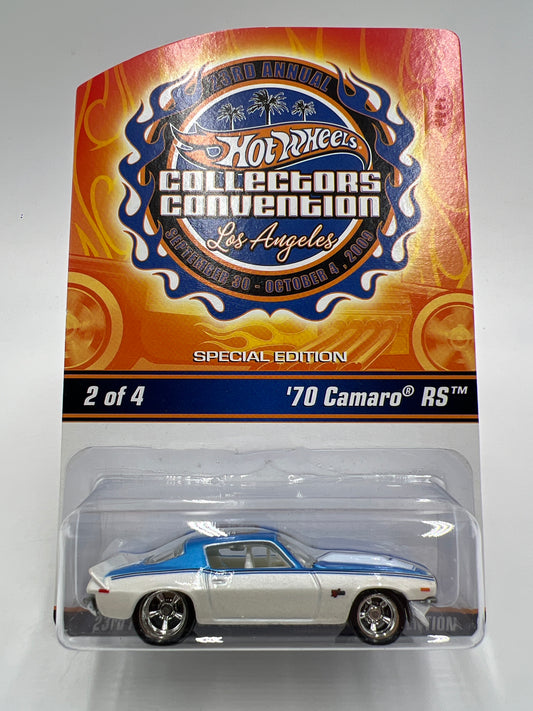 23RD ANNUAL
HOT WHEELS
COLLECTORS
CONVENTION
Los Angeles
SEPTEMBER 30 - OCTOBER 4, 2009
SPECIAL EDITION
2 of 4
'70 Camaro® RS™